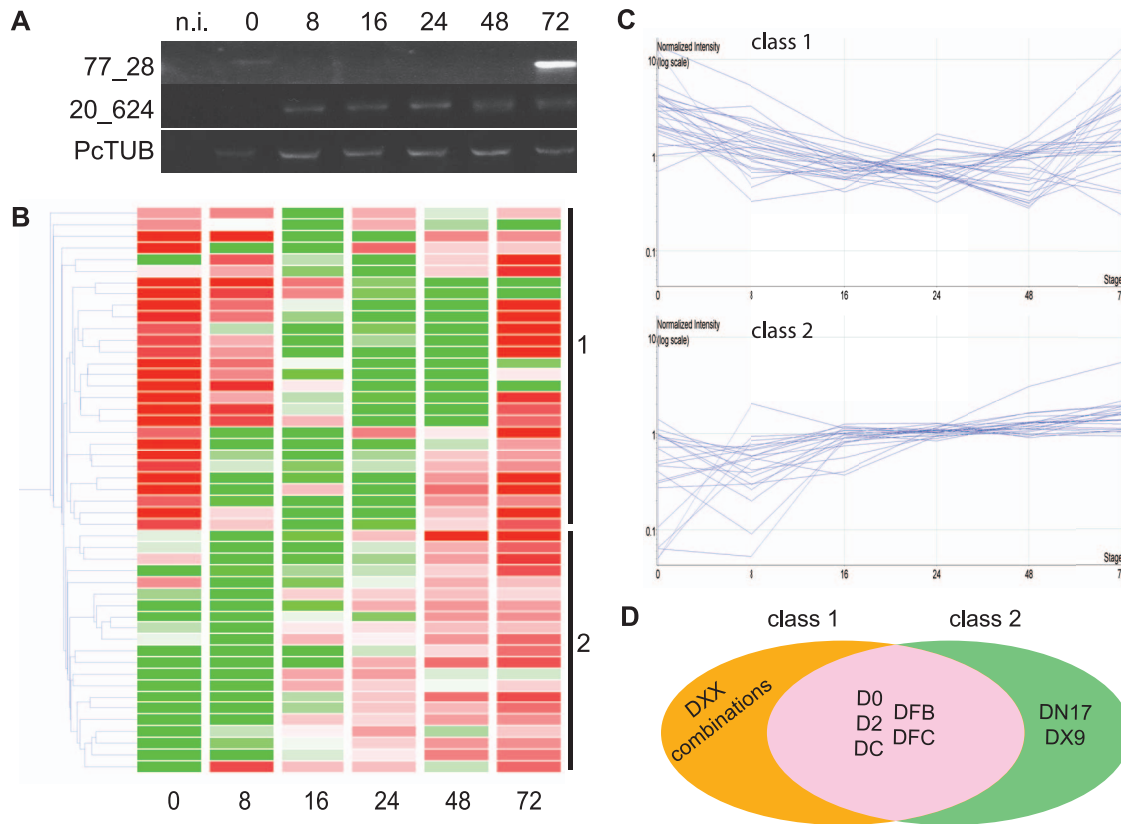 A
n.i. 0 8 16 24 48 72
77_28
20_624
PcTUB
B
1
2
0 8 16 24 48 72
C
Normalized Intensity
(log scale)
class 1
10
1
0.1
Stage
0 8 16 24 48 7
Normalized Intensity
(log scale)
class 2
10
1
0.1
Stage
0 8 16 24 48 7
D
class 1 class 2
DXX
combinations
D0
D2
DC
DFB
DFC
DN17
DX9